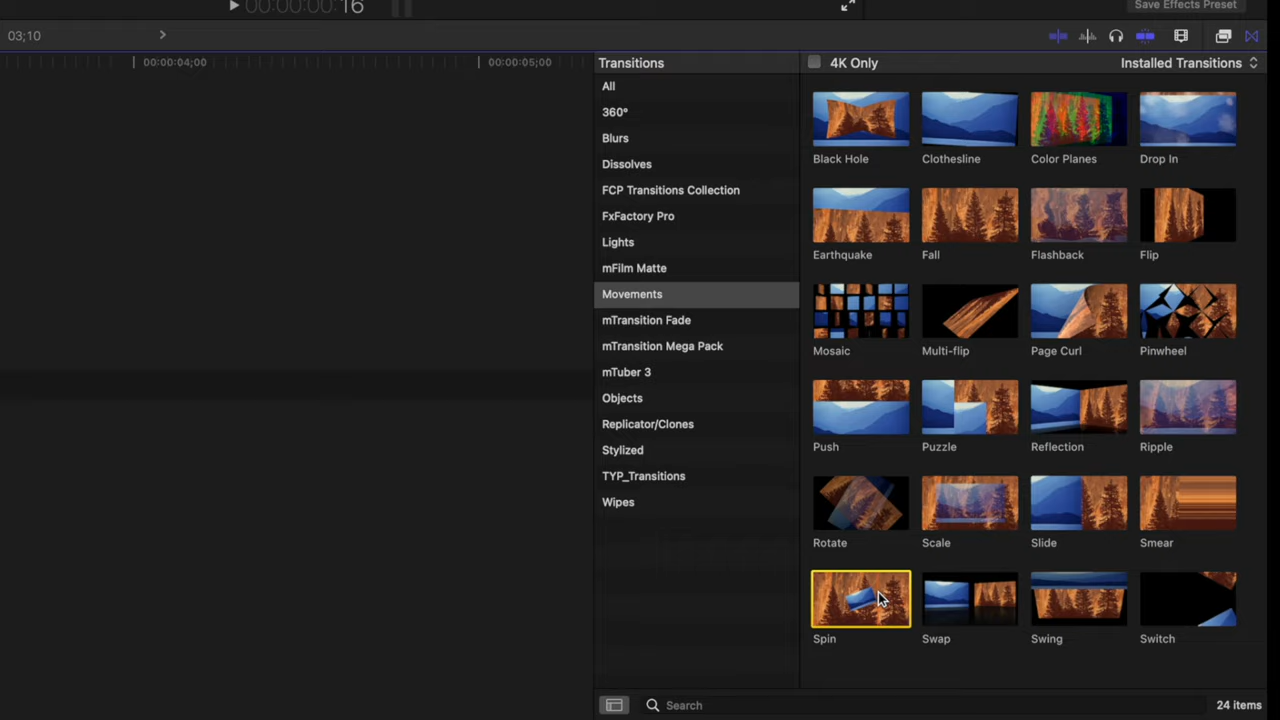 00:00:00:16
Save Effects Preset
03;10
00:00:04;00
00:00:05;00
Transitions
4K Only
Installed Transitions
All
360°
Blurs
Dissolves
FCP Transitions Collection
FxFactory Pro
Lights
mFilm Matte
Movements
mTransition Fade
mTransition Mega Pack
mTuber 3
Objects
Replicator/Clones
Stylized
TYP_Transitions
Wipes
Black Hole
Clothesline
Color Planes
Drop In
Earthquake
Fall
Flashback
Flip
Mosaic
Multi-flip
Page Curl
Pinwheel
Push
Puzzle
Reflection
Ripple
Rotate
Scale
Slide
Smear
Spin
Swap
Swing
Switch
Search
24 items